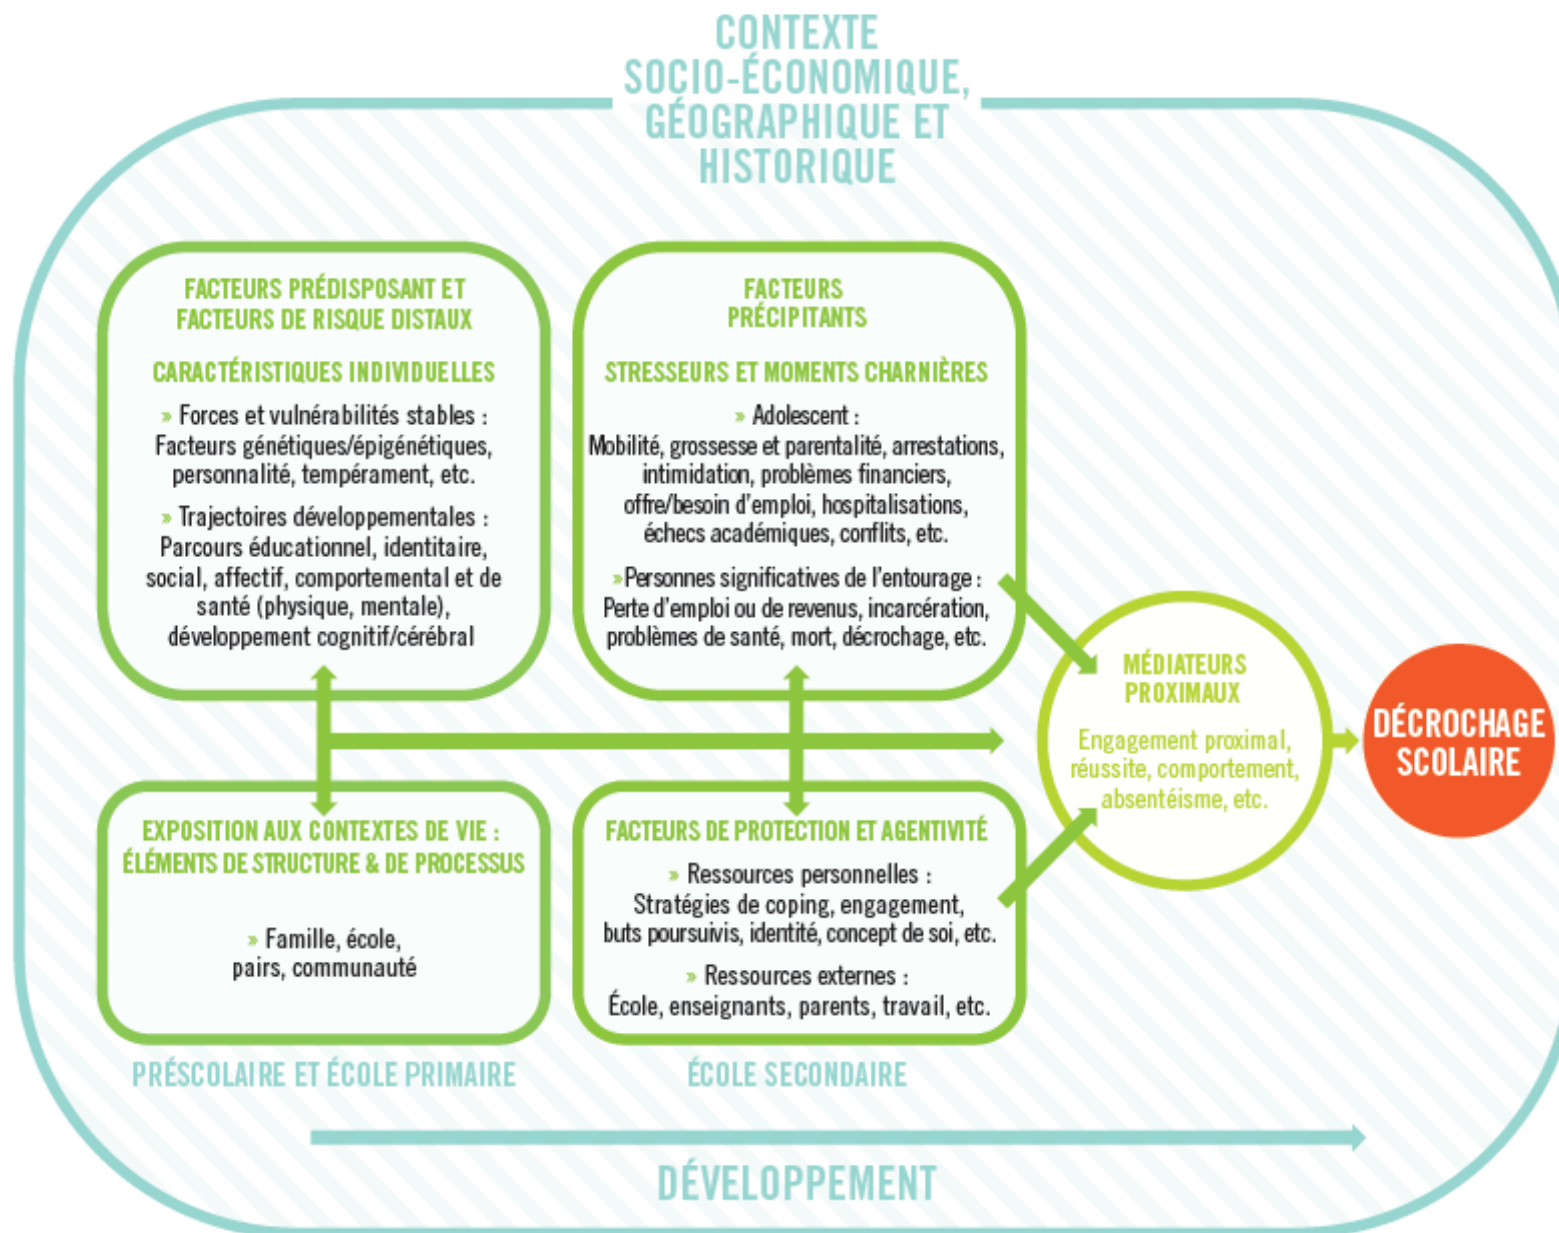 CONTEXTE
SOCIO-ÉCONOMIQUE,
GÉOGRAPHIQUE ET
HISTORIQUE
FACTEURS PRÉDISPOSANT ET
FACTEURS DE RISQUE DISTAUX
CARACTÉRISTIQUES INDIVIDUELLES
» Forces et vulnérabilités stables :
Facteurs génétiques/épigénétiques,
personnalité, tempérament, etc.
» Trajectoires développementales :
Parcours éducationnel, identitaire,
social, affectif, comportemental et de
santé (physique, mentale),
développement cognitif/cérébral
FACTEURS
PRÉCIPITANTS
STRESSEURS ET MOMENTS CHARNIÈRES
» Adolescent :
Mobilité, grossesse et parentalité, arrestations,
intimidation, problèmes financiers,
offre/besoin d'emploi, hospitalisations,
échecs académiques, conflits, etc.
»Personnes significatives de l'entourage :
Perte d'emploi ou de revenus, incarcération,
problèmes de santé, mort, décrochage, etc.
EXPOSITION AUX CONTEXTES DE VIE :
ÉLÉMENTS DE STRUCTURE & DE PROCESSUS
» Famille, école,
pairs, communauté
FACTEURS DE PROTECTION ET AGENTIVITÉ
» Ressources personnelles :
Stratégies de coping, engagement,
buts poursuivis, identité, concept de soi, etc.
» Ressources externes :
École, enseignants, parents, travail, etc.
MÉDIATEURS
PROXIMAUX
Engagement proximal,
réussite, comportement,
absentéisme, etc.
DÉCROCHAGE
SCOLAIRE
PRÉSCOLAIRE ET ÉCOLE PRIMAIRE
ÉCOLE SECONDAIRE
DÉVELOPPEMENT